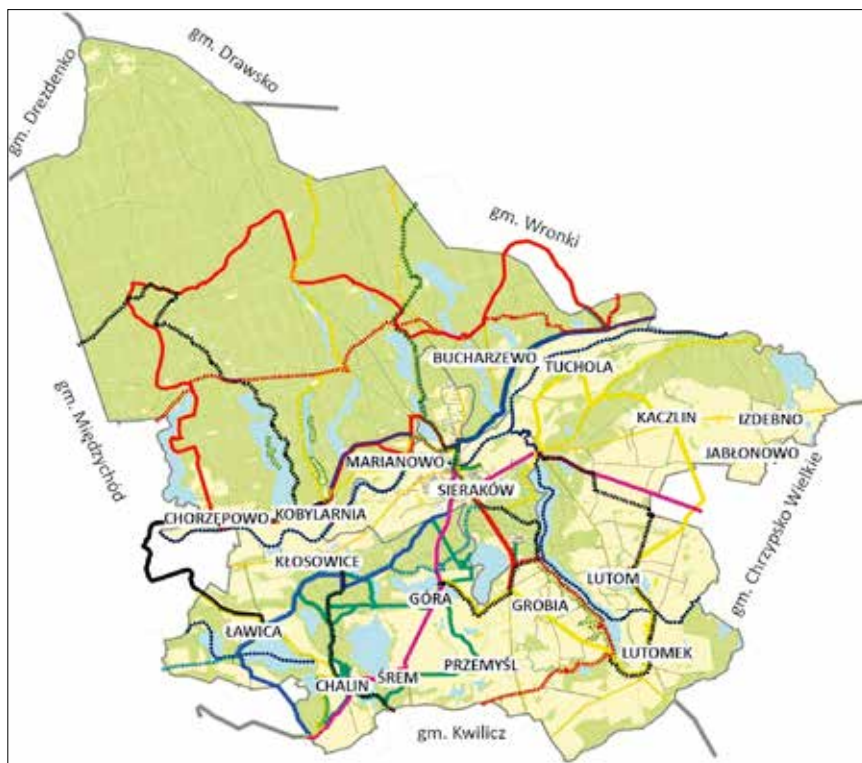 gm. Drezdenko
gm. Drawsko
gm. Wronki
BUCHARZEWO
TUCHOLA
KACZLIN
IZDEBNO
JABŁONOWO
gm. Międzychód
MARIANOWO
SIERAKÓW
CHORZĘPOWO
KOBYLARNIA
gm. Chrzypsko Wielkie
KŁOSOWICE
LUTOM
GÓRA
GROBIA
ŁAWICA
LUTOMEK
PRZEMYŚL
CHALIN
ŚREM
gm. Kwilicz